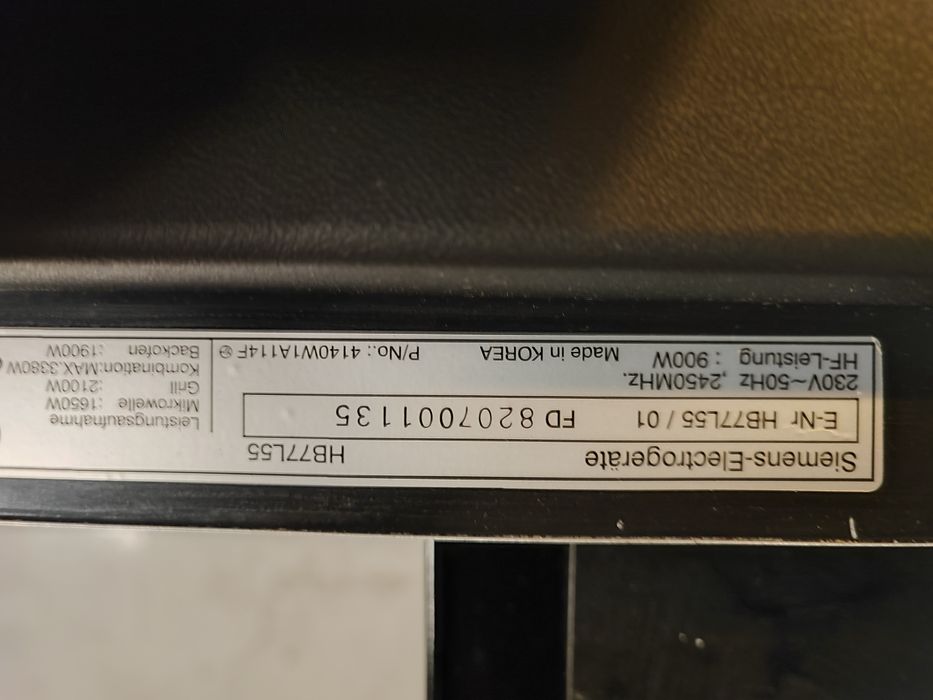 Siemens-Electrogeräte HB77L55
E-Nr HB77L55 / 01 FD 8207001135
230V~50Hz ,2450MHz.
HF-Leistung : 900W Made in KOREA P/No.: 4140W1A114F
Leistungsaufnahme
Mikrowelle :1650W
Grill :2100W
Kombination:MAX.3380W
Backofen :1900W